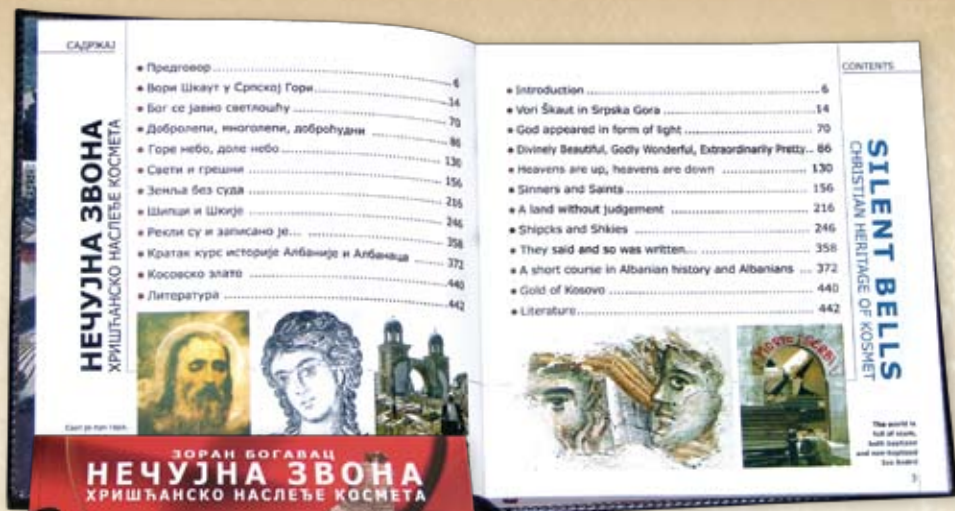 САДРЖАЈ
НЕЧУЈНА ЗВОНА
ХРИШЋАНСКО НАСЛЕЂЕ КОСМЕТА
• Предговор 6
• Вори Шкаут у Српској Гори 14
• Бог се јавио светлошћу 70
• Добролепи, многолепи, доброћудни 86
• Горе небо, доле небо 130
• Свети и грешни 156
• Земља без суда 216
• Шипци и Шкије 246
• Рекли су и записано је... 358
• Кратак курс историје Албаније и Албанаца 372
• Косовско злато 440
• Литература 442
ЗОРАН БОГАВАЦ
НЕЧУЈНА ЗВОНА
ХРИШЋАНСКО НАСЛЕЂЕ КОСМЕТА
CONTENTS
• Introduction 6
• Vori Škaut in Srpska Gora 14
• God appeared in form of light 70
• Divinely Beautiful, Godly Wonderful, Extraordinarily Pretty.. 86
• Heavens are up, heavens are down 130
• Sinners and Saints 156
• A land without judgement 216
• Shipcks and Shkies 246
• They said and so was written... 358
• A short course in Albanian history and Albanians ... 372
• Gold of Kosovo 440
• Literature 442
SILENT BELLS
CHRISTIAN HERITAGE OF KOSMET
The world is
full of
both baptized
and non-baptized
3